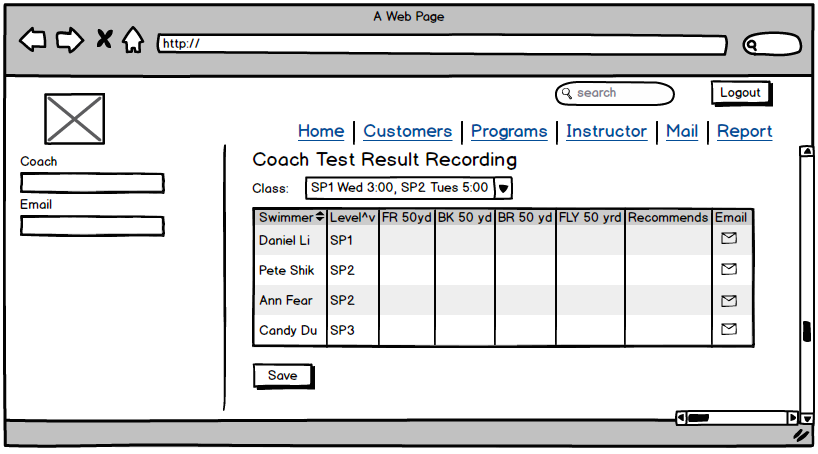 A Web Page
http://
search
Logout
Home Customers Programs Instructor Mail Report
Coach
Email
Coach Test Result Recording
Class: SP1 Wed 3:00, SP2 Tues 5:00
Swimmer Level^v FR 50yd BK 50 yd BR 50 yd FLY 50 yrd Recommends Email
Daniel Li SP1
Pete Shik SP2
Ann Fear SP2
Candy Du SP3
Save